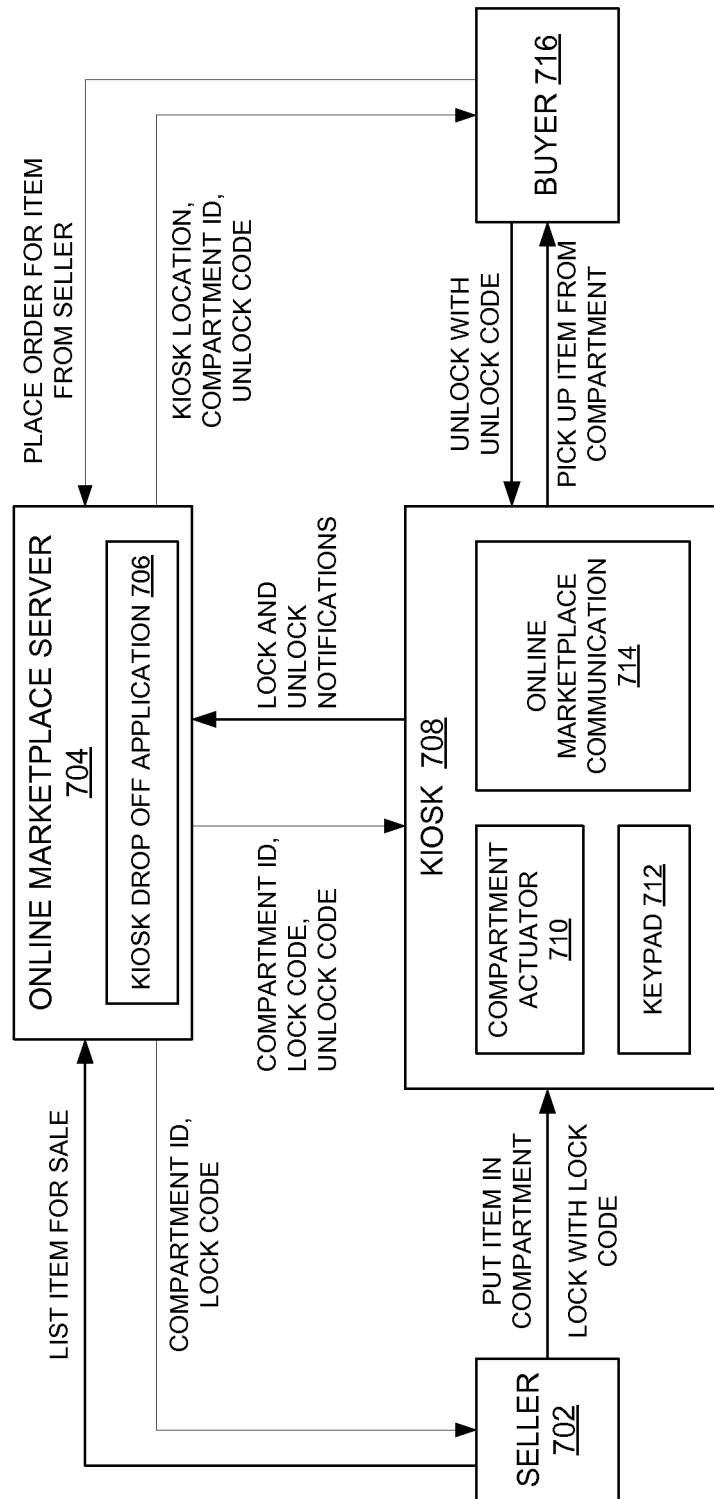 LIST ITEM FOR SALE
COMPARTMENT ID,
LOCK CODE
ONLINE MARKETPLACE SERVER
704
KIOSK DROP OFF APPLICATION 706
PLACE ORDER FOR ITEM
FROM SELLER
KIOSK LOCATION,
COMPARTMENT ID,
UNLOCK CODE
COMPARTMENT ID,
LOCK CODE,
UNLOCK CODE
LOCK AND
UNLOCK
NOTIFICATIONS
SELLER
702
PUT ITEM IN
COMPARTMENT
LOCK WITH LOCK
CODE
KIOSK 708
COMPARTMENT
ACTUATOR
710
KEYPAD 712
ONLINE
MARKETPLACE
COMMUNICATION
714
UNLOCK WITH
UNLOCK CODE
PICK UP ITEM FROM
COMPARTMENT
BUYER 716